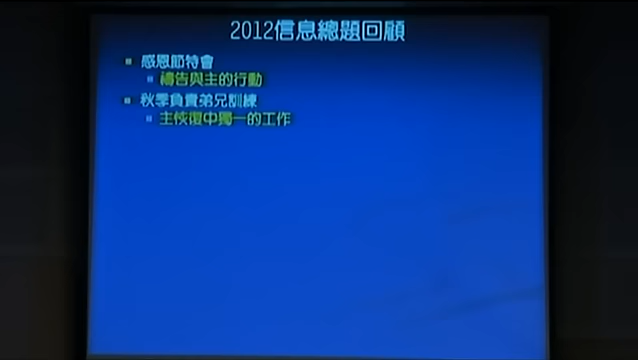 2012信息總題回顧
感恩節特會
禱告與主的行動
秋季負責弟兄訓練
主恢復中獨一的工作